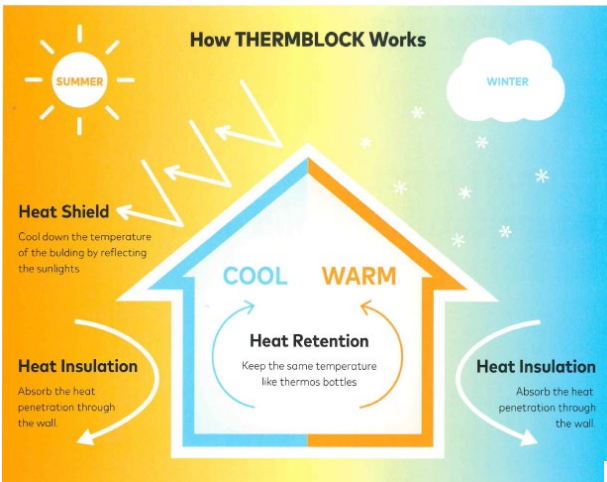 How THERMBLOCK Works
SUMMER
WINTER
Heat Shield
Cool down the temperature
of the bulding by reflecting
the sunlights
COOL
WARM
Heat Retention
Keep the same temperature
like thermos bottles
Heat Insulation
Absorb the heat
penetration through
the wall.
Heat Insulation
Absorb the heat
penetration through
the wall.